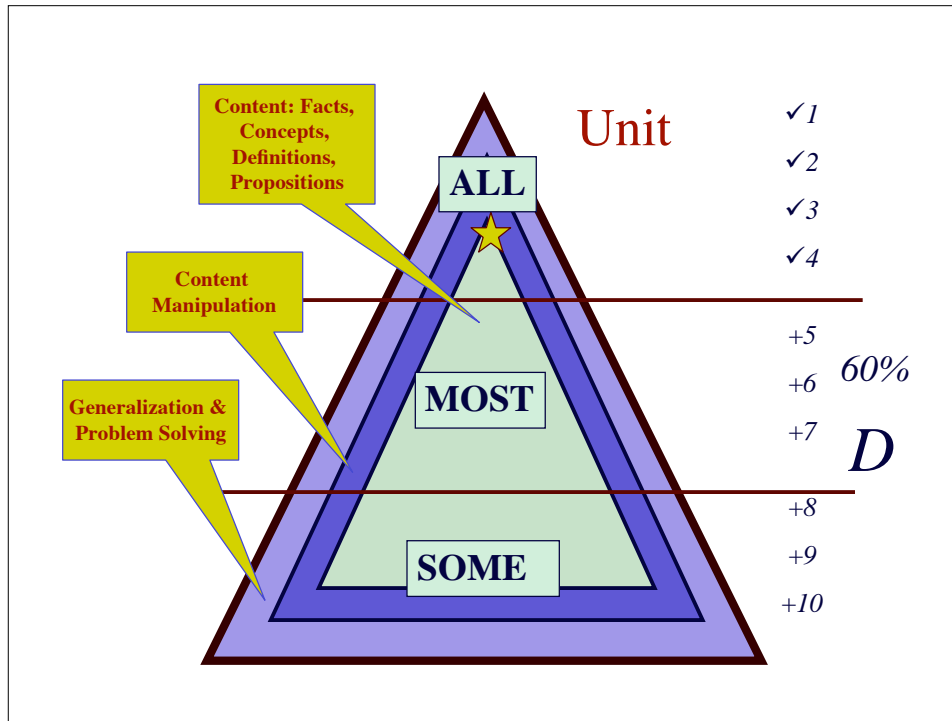 Content: Facts,
Concepts,
Definitions,
Propositions
Unit
✓1
✓2
✓3
✓4
ALL
Content
Manipulation
+5
+6
+7
60%
D
MOST
Generalization &
Problem Solving
+8
+9
+10
SOME